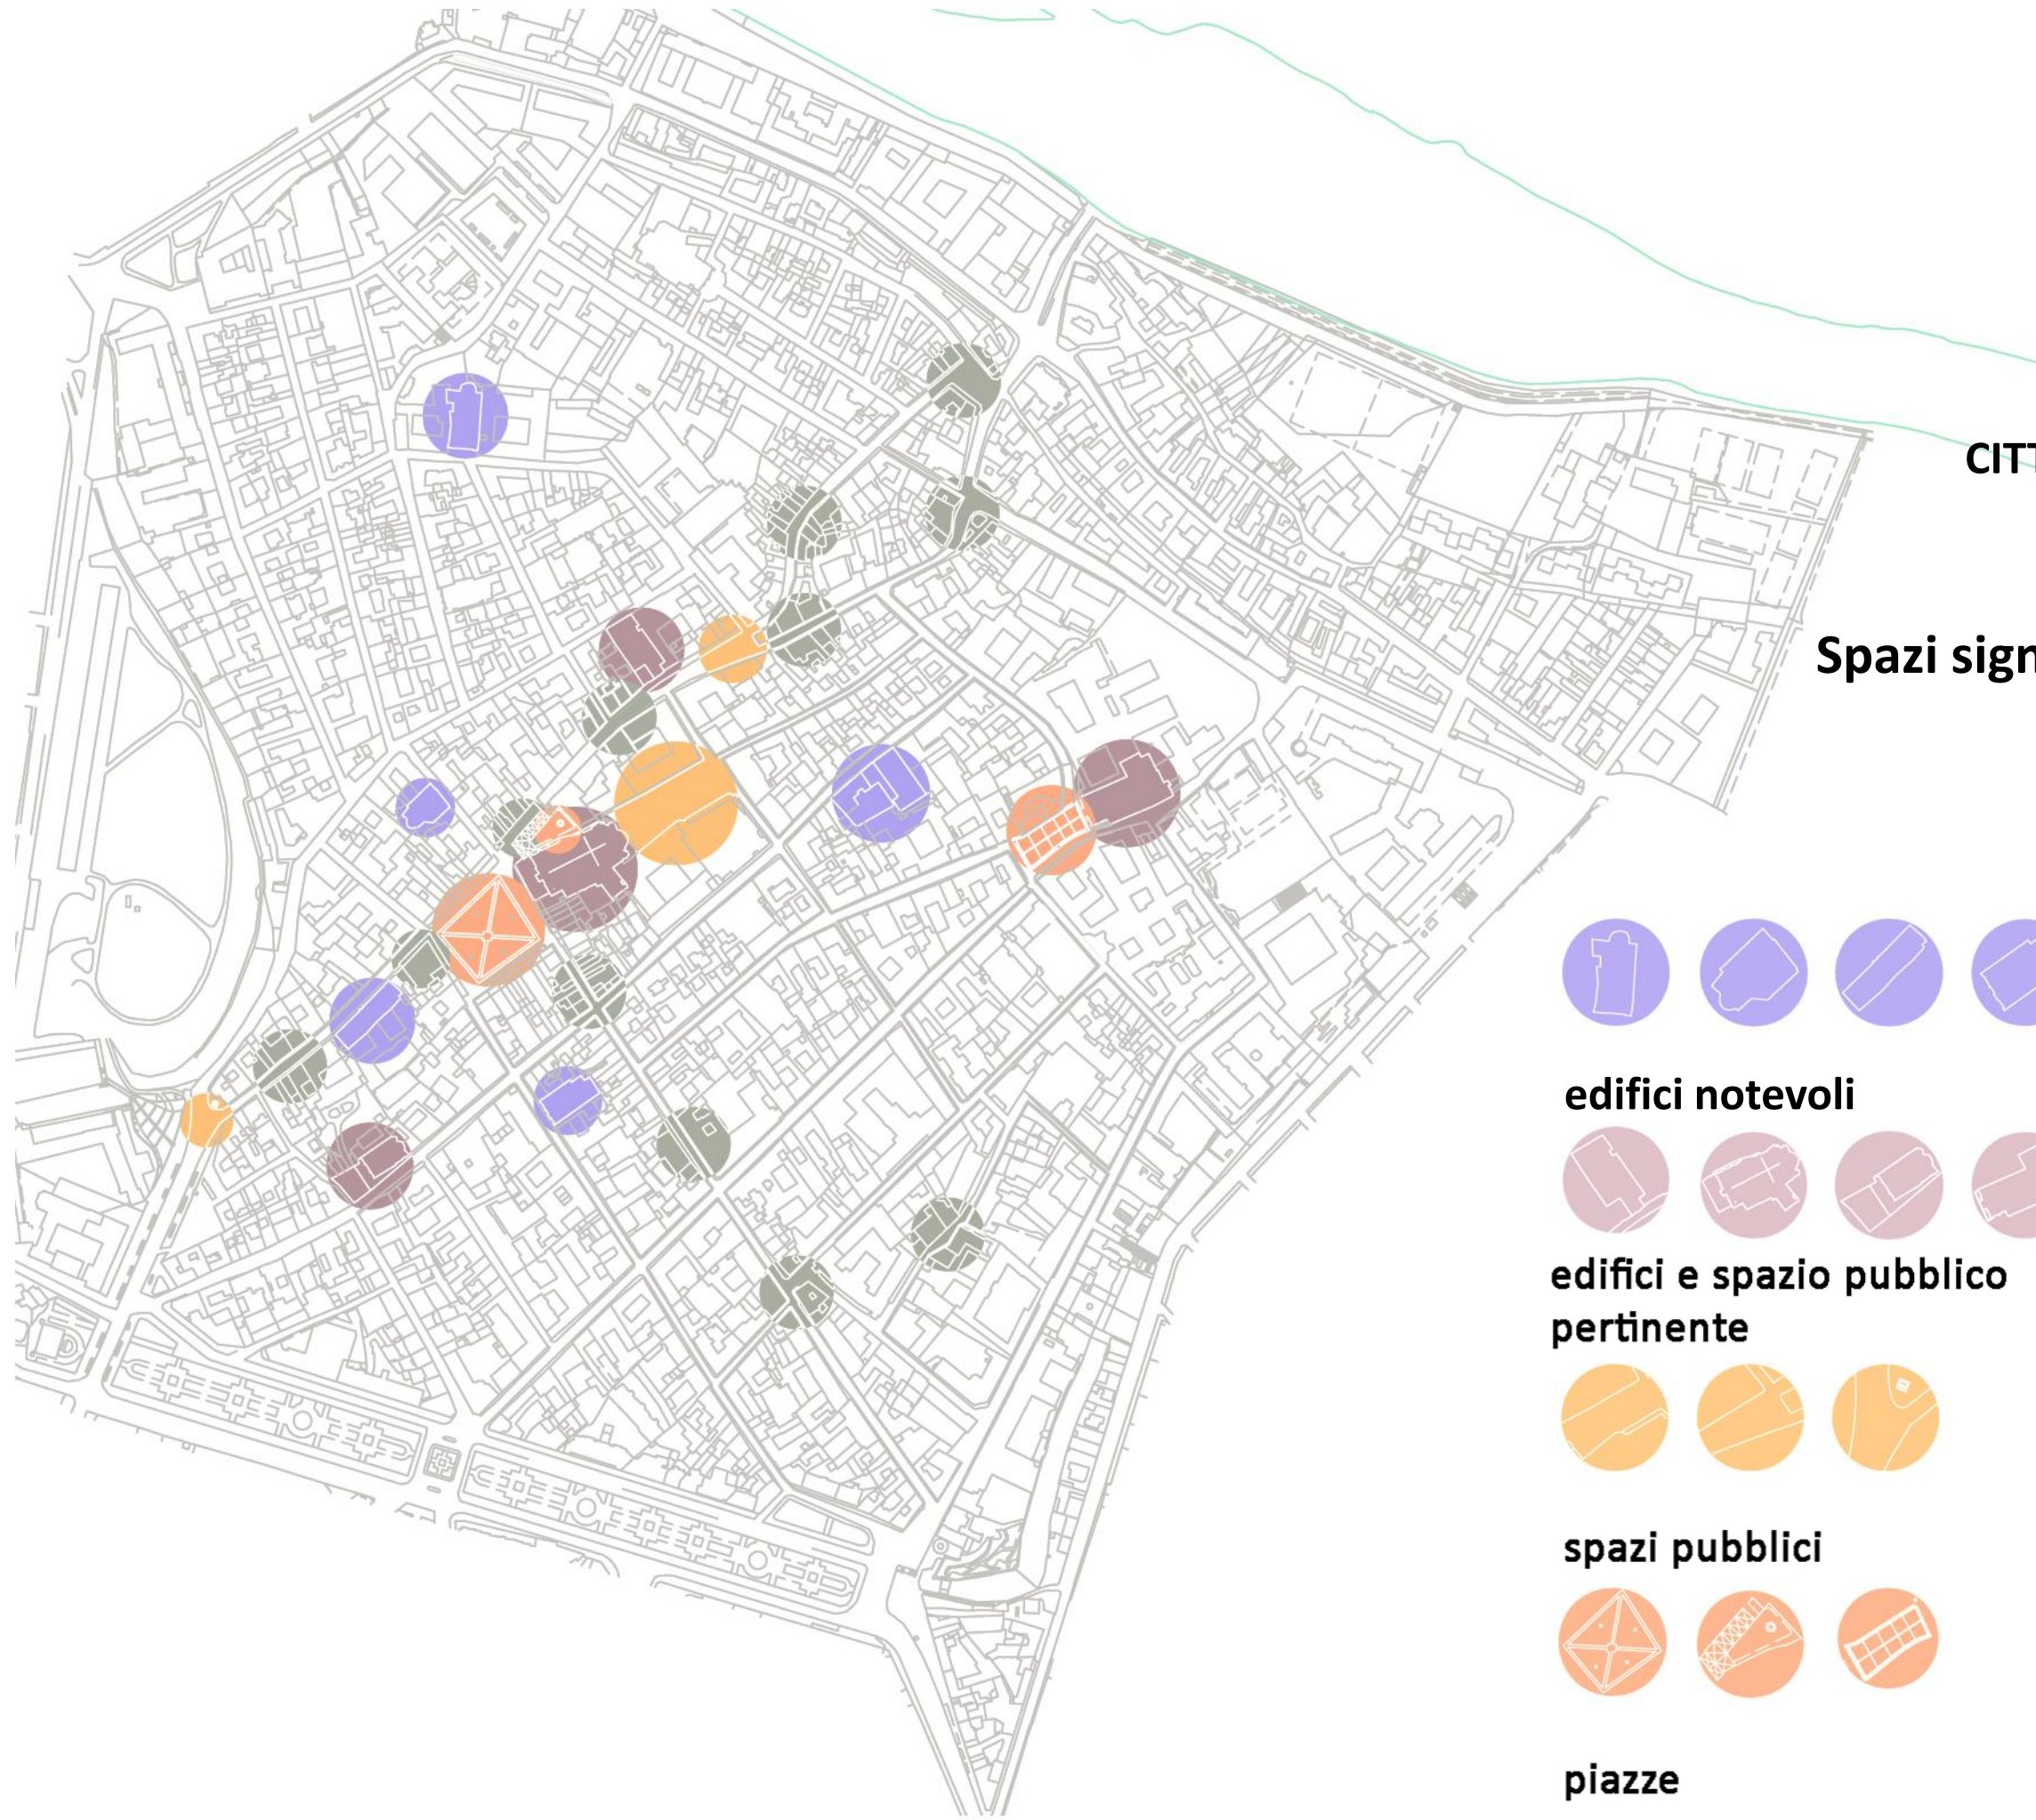 CITT
Spazi sign
edifici notevoli
edifici e spazio pubblico
pertinente
spazi pubblici
piazze